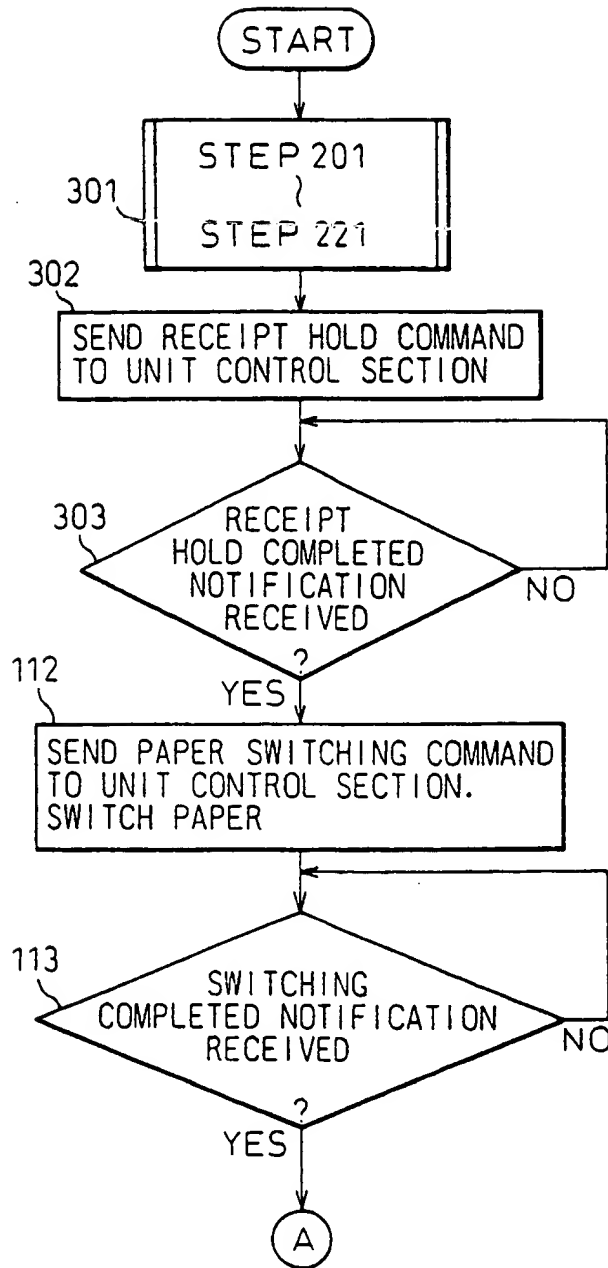 START
STEP 201
~
STEP 221
301
302
SEND RECEIPT HOLD COMMAND
TO UNIT CONTROL SECTION
303
RECEIPT
HOLD COMPLETED
NOTIFICATION
RECEIVED
?
NO
YES
112
SEND PAPER SWITCHING COMMAND
TO UNIT CONTROL SECTION.
SWITCH PAPER
113
SWITCHING
COMPLETED NOTIFICATION
RECEIVED
?
NO
YES
A